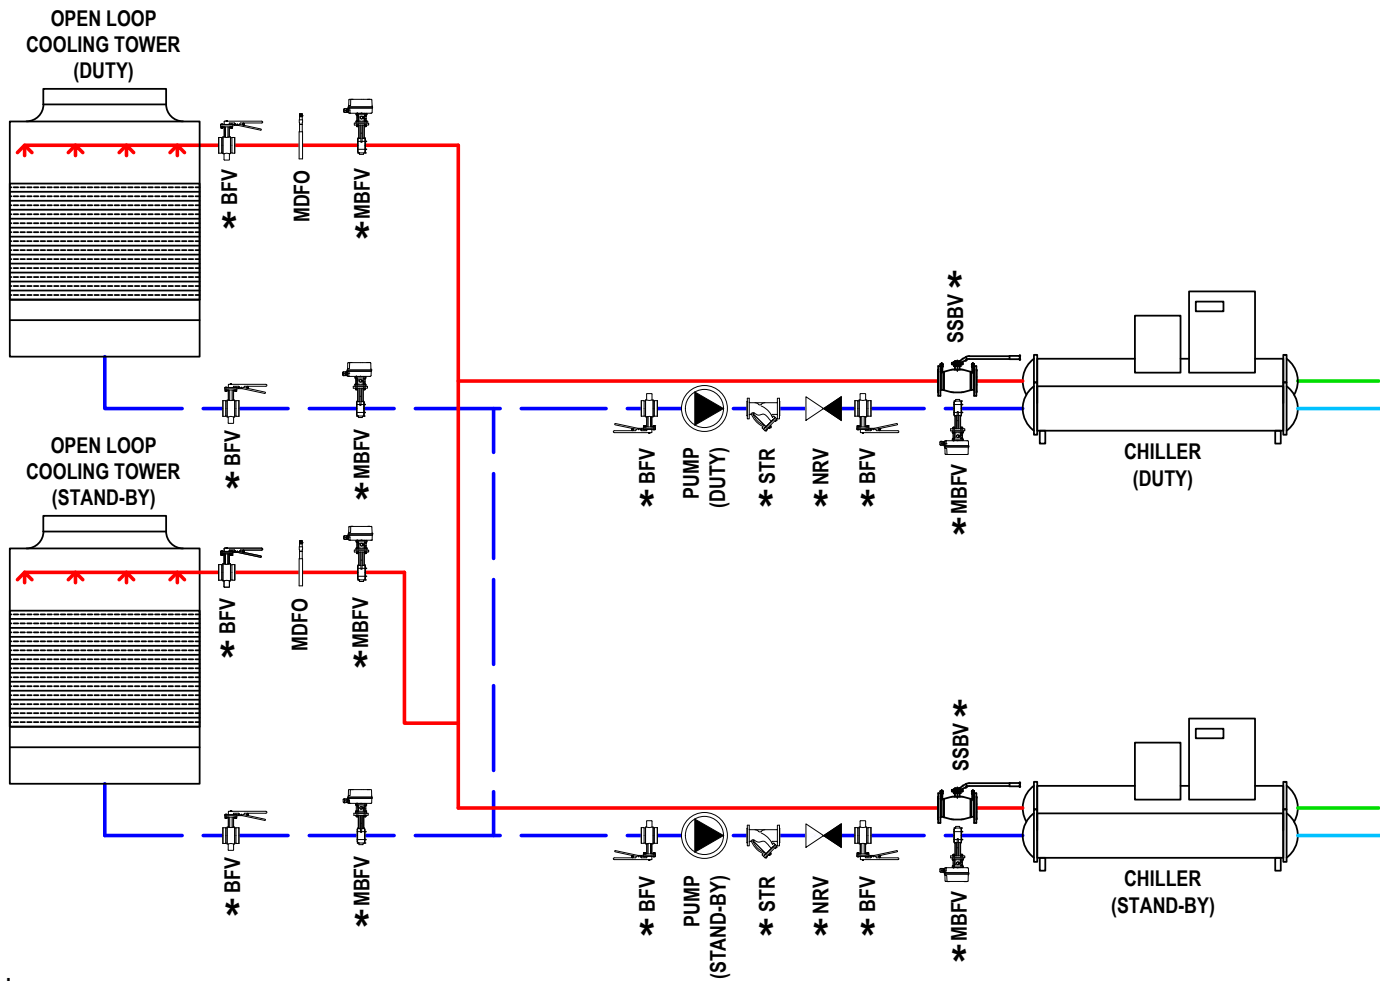 OPEN LOOP
COOLING TOWER
(DUTY)
* BFV
MDFO
* MBFV
* BFV
* MBFV
SSBV *
* BFV
PUMP
(DUTY)
* STR
* NRV
* BFV
* MBFV
CHILLER
(DUTY)
OPEN LOOP
COOLING TOWER
(STAND-BY)
* BFV
MDFO
* MBFV
* BFV
* MBFV
SSBV *
* BFV
PUMP
(STAND-BY)
* STR
* NRV
* BFV
* MBFV
CHILLER
(STAND-BY)
.